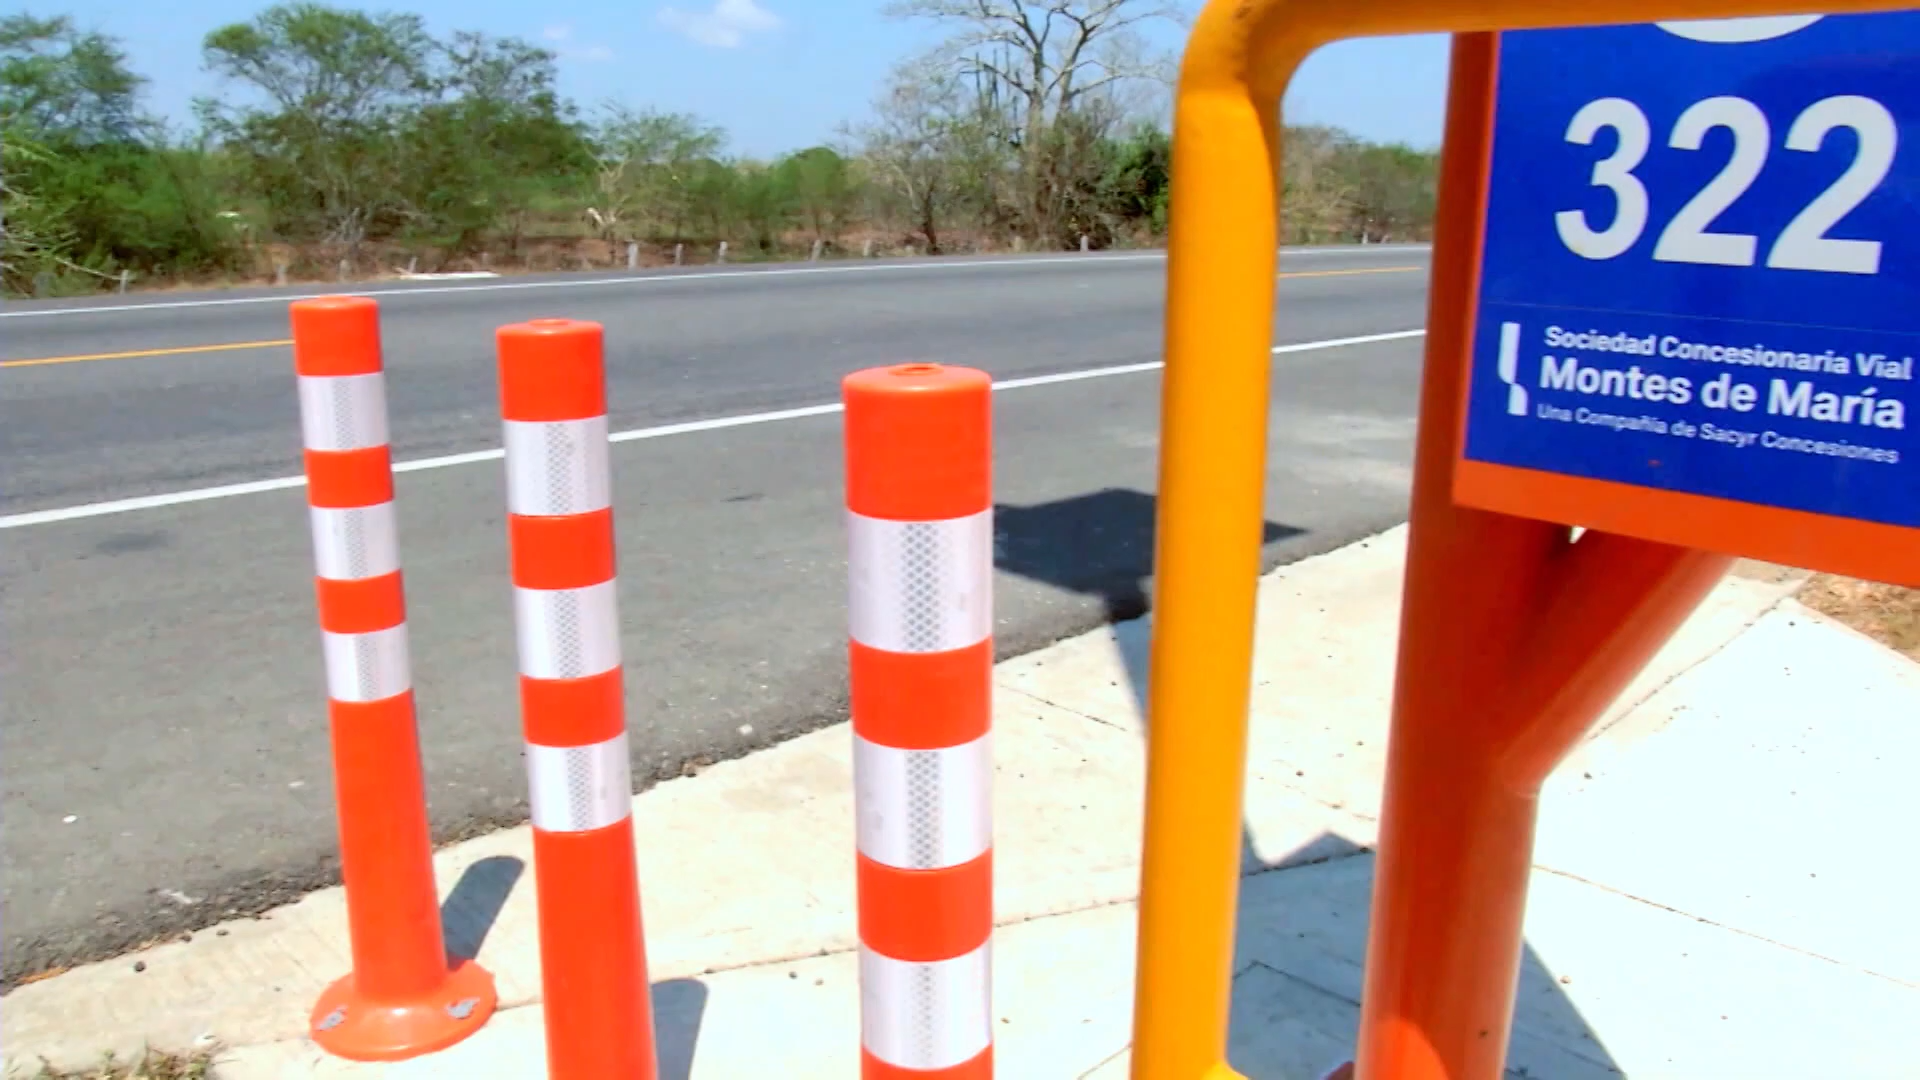 322
Sociedad Concesionaria Vial
Montes de María
Una Compañía de Sacyr Concesiones